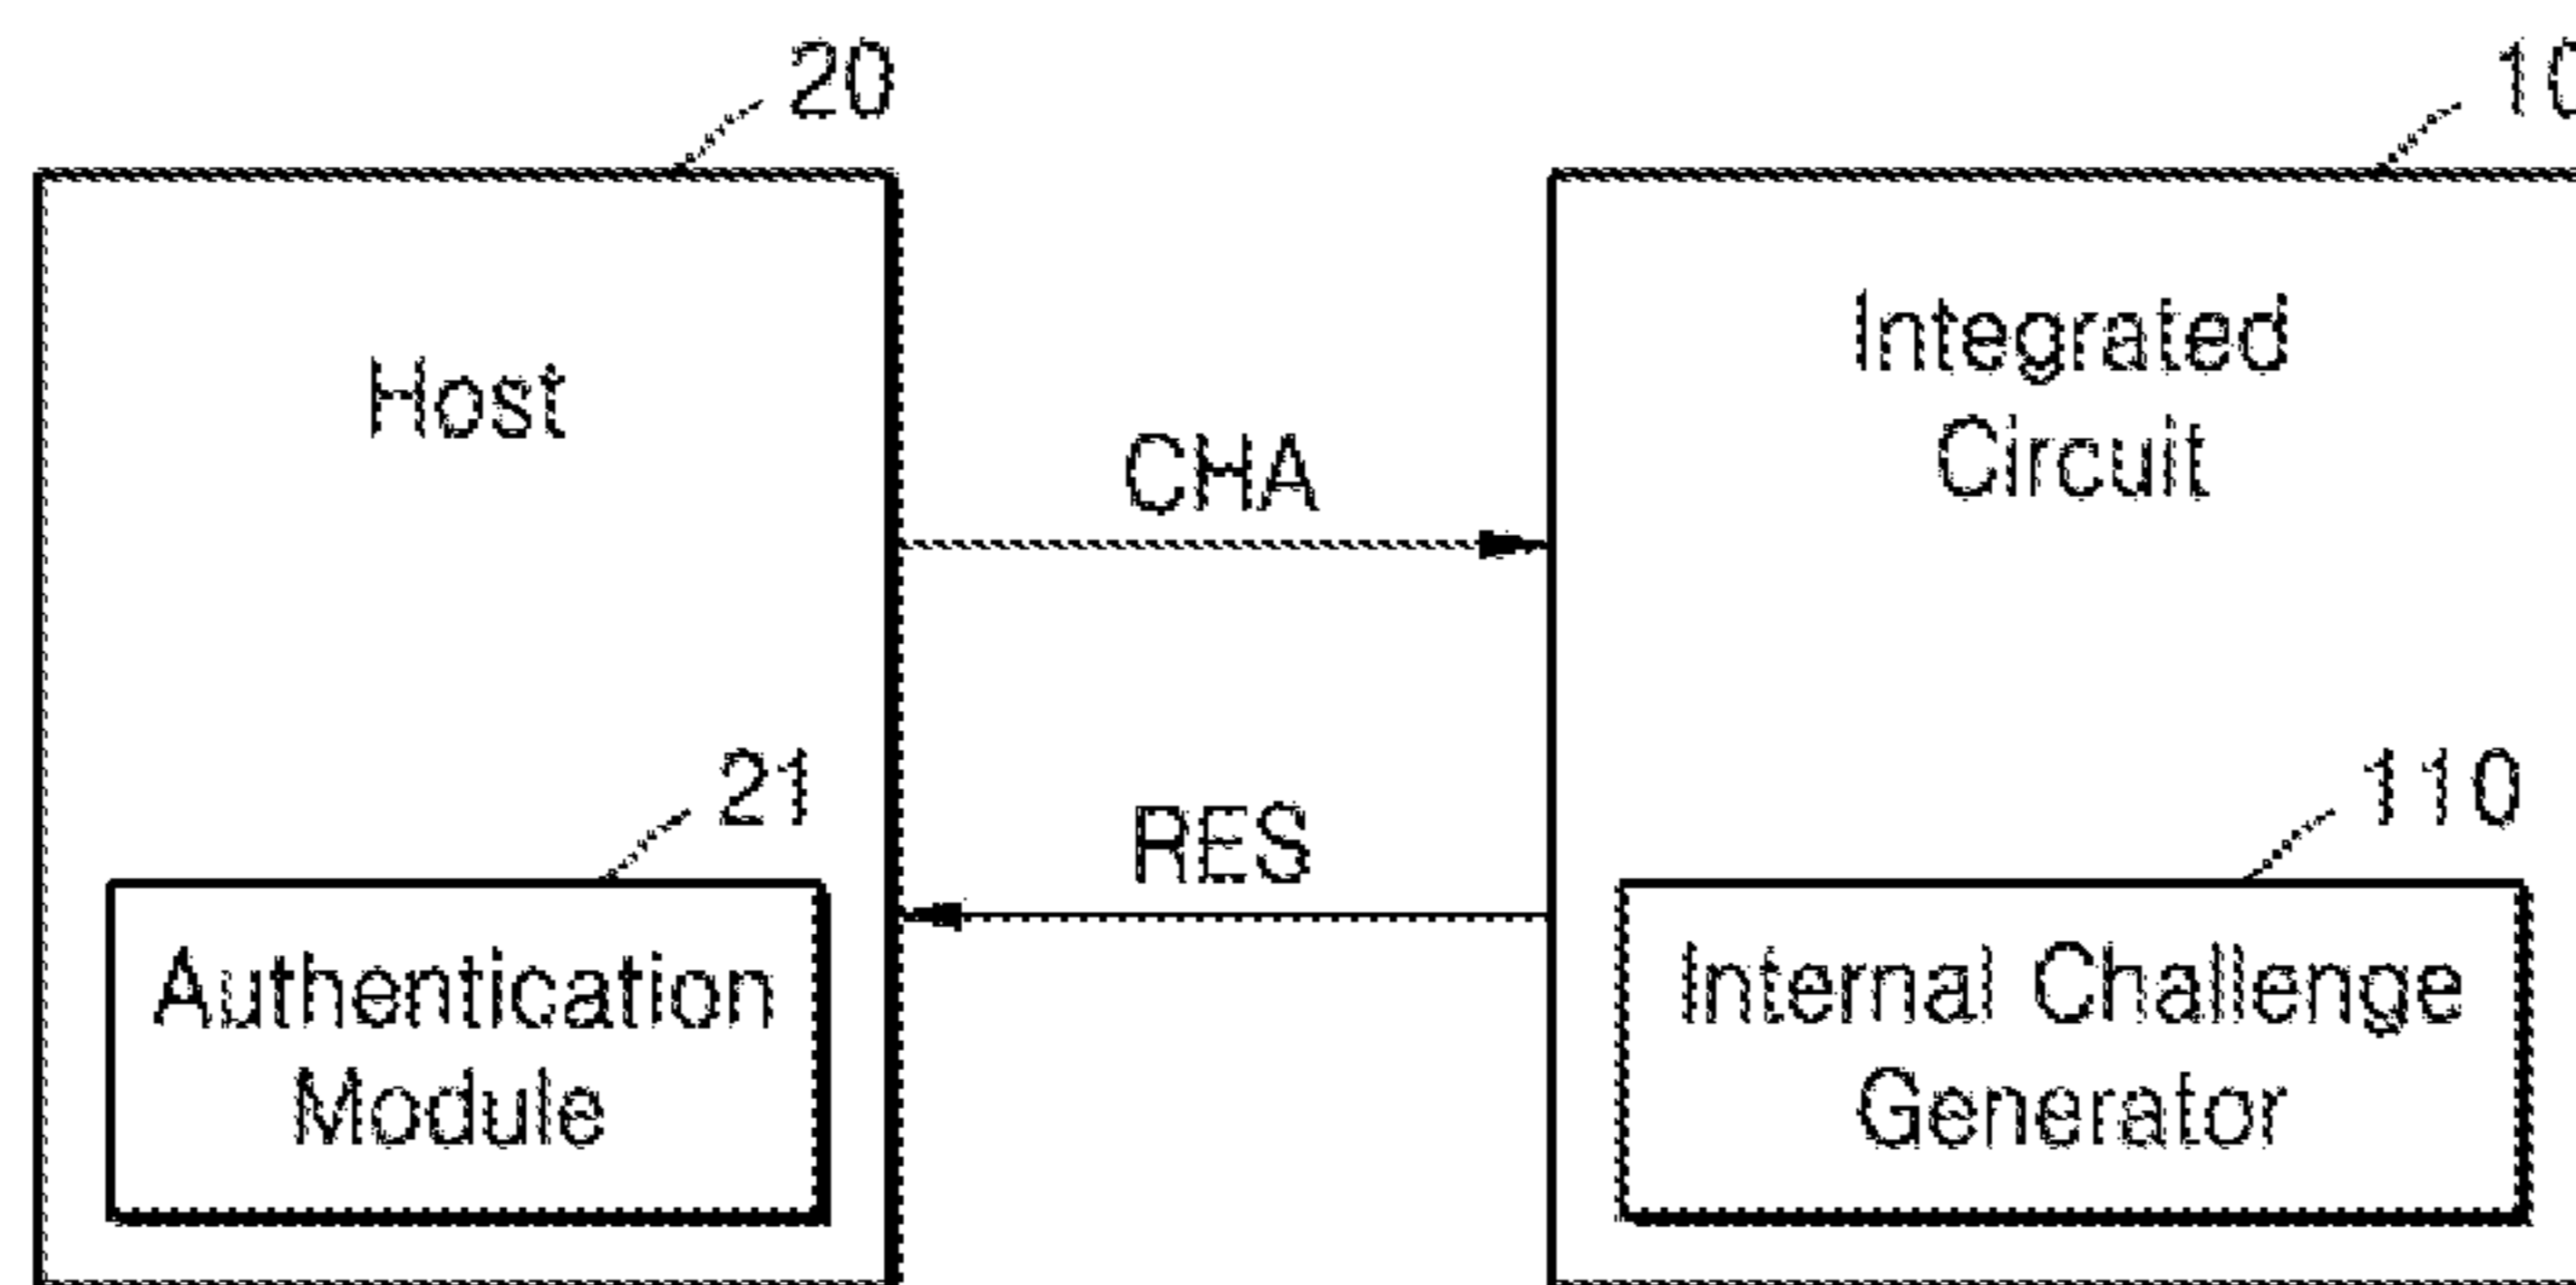 20
10
Host
Integrated
Circuit
CHA
21
110
RES
Authentication
Module
Internal Challenge
Generator